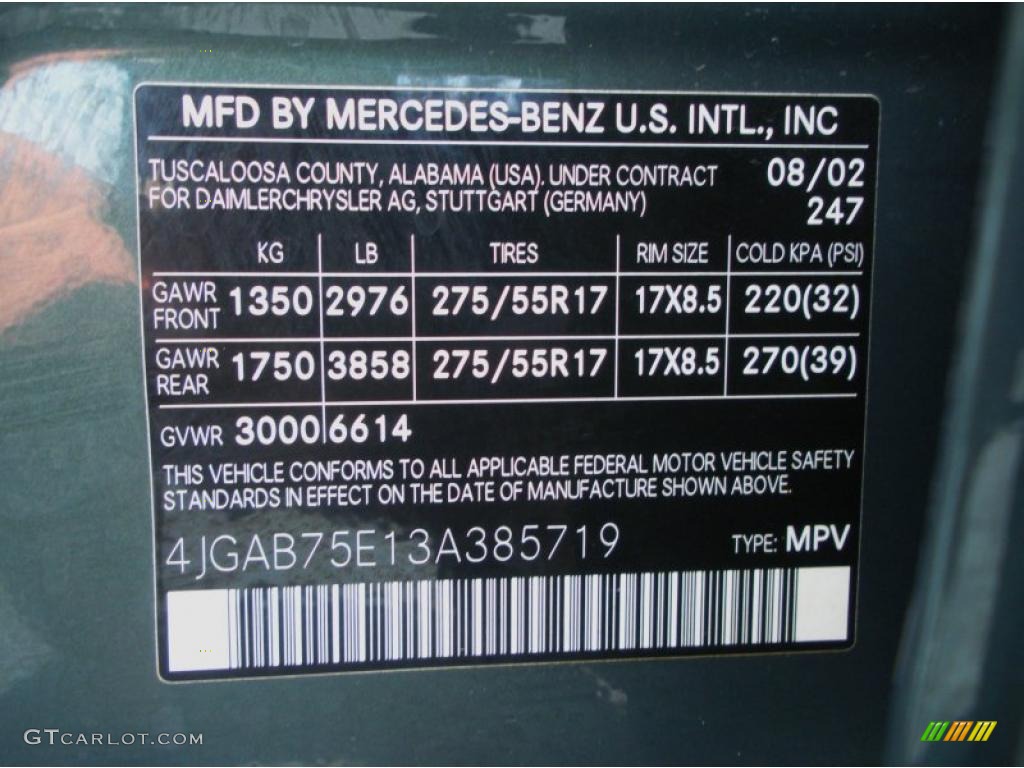 MFD BY MERCEDES-BENZ U.S. INTL., INC
TUSCALOOSA COUNTY, ALABAMA (USA). UNDER CONTRACT 08/02
FOR DAIMLERCHRYSLER AG, STUTTGART (GERMANY) 247
KG LB TIRES RIM SIZE COLD KPA (PSI)
GAWR FRONT 1350 2976 275/55R17 17X8.5 220(32)
GAWR REAR 1750 3858 275/55R17 17X8.5 270(39)
GVWR 3000 6614
THIS VEHICLE CONFORMS TO ALL APPLICABLE FEDERAL MOTOR VEHICLE SAFETY
STANDARDS IN EFFECT ON THE DATE OF MANUFACTURE SHOWN ABOVE.
4JGAB75E13A385719 TYPE: MPV
GTCARLOT.COM